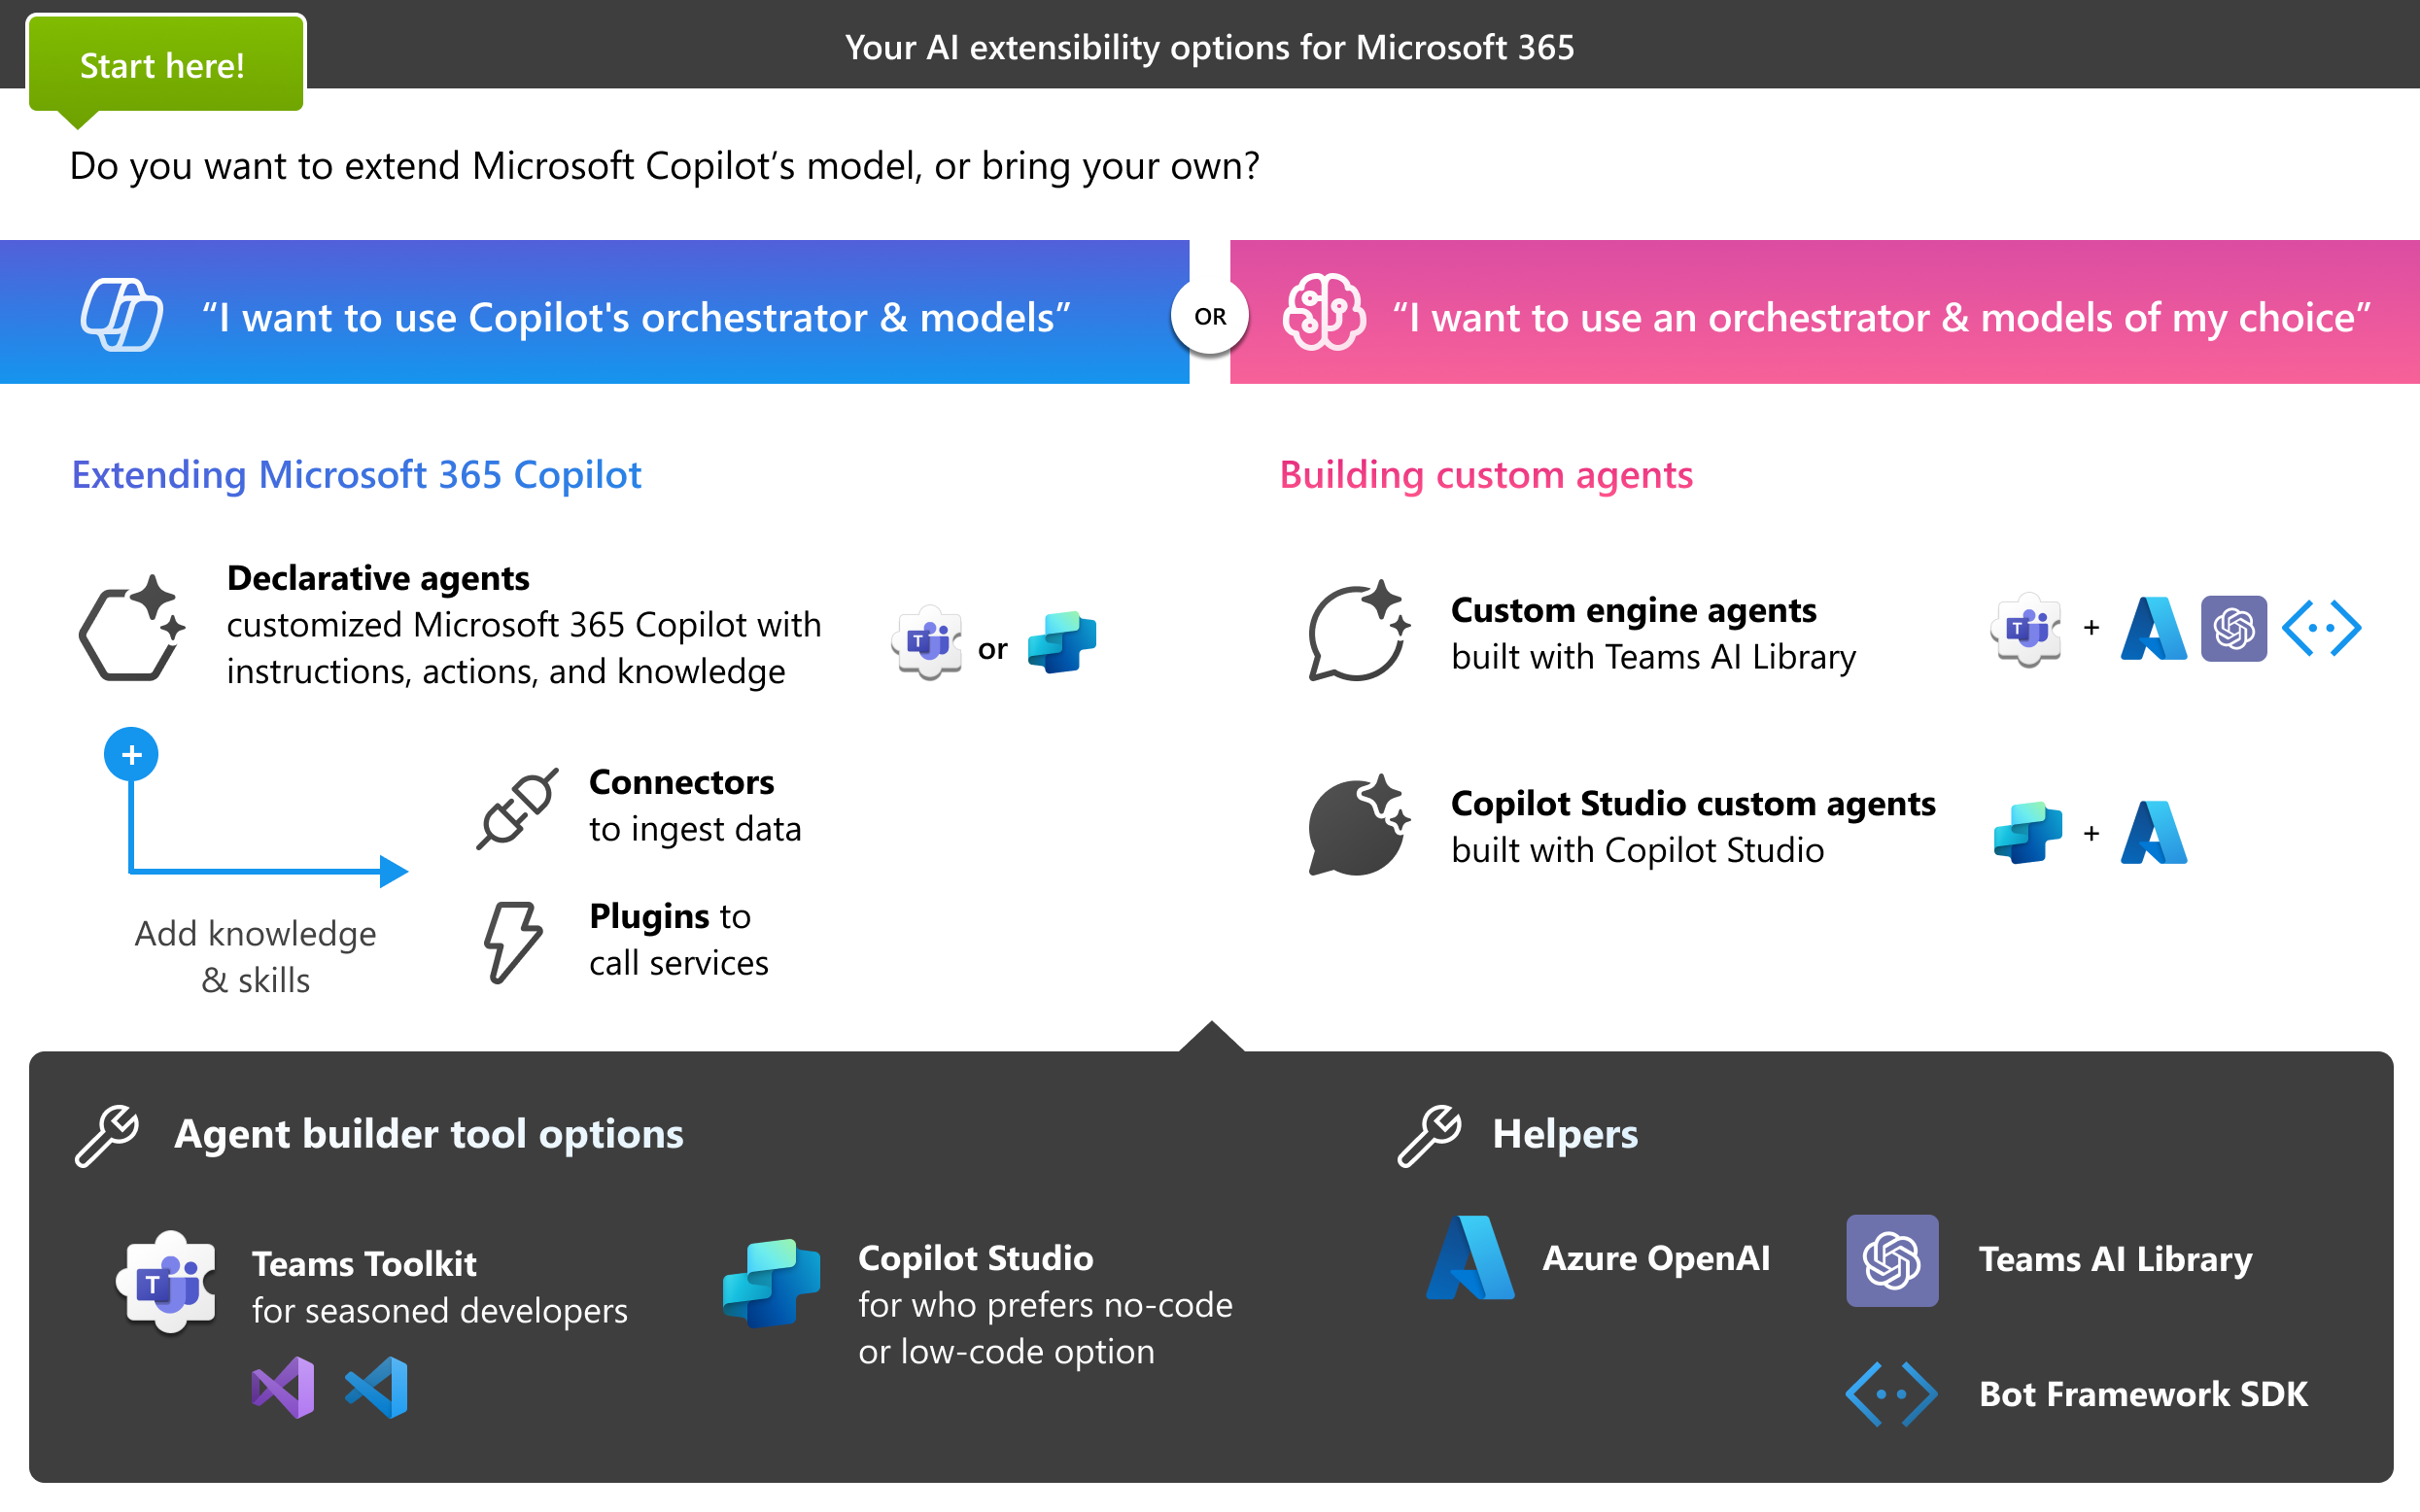 Start here!
Your AI extensibility options for Microsoft 365
Do you want to extend Microsoft Copilot’s model, or bring your own?
“I want to use Copilot's orchestrator & models”
OR
“I want to use an orchestrator & models of my choice”
Extending Microsoft 365 Copilot
Declarative agents
customized Microsoft 365 Copilot with
instructions, actions, and knowledge
T
or
+
Add knowledge
& skills
Connectors
to ingest data
Plugins to
call services
Building custom agents
Custom engine agents
built with Teams AI Library
T
+
Copilot Studio custom agents
built with Copilot Studio
+
Agent builder tool options
T
Teams Toolkit
for seasoned developers
Copilot Studio
for who prefers no-code
or low-code option
Helpers
Azure OpenAI
Teams AI Library
Bot Framework SDK